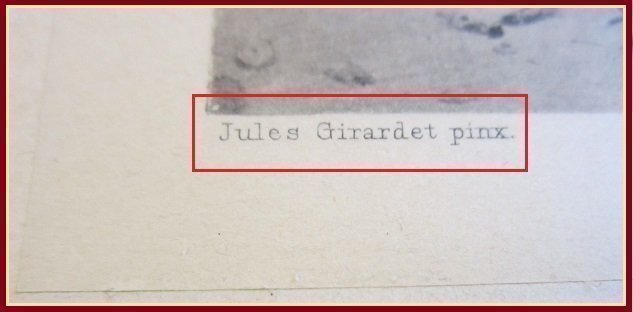 Jules Girardet pinx.